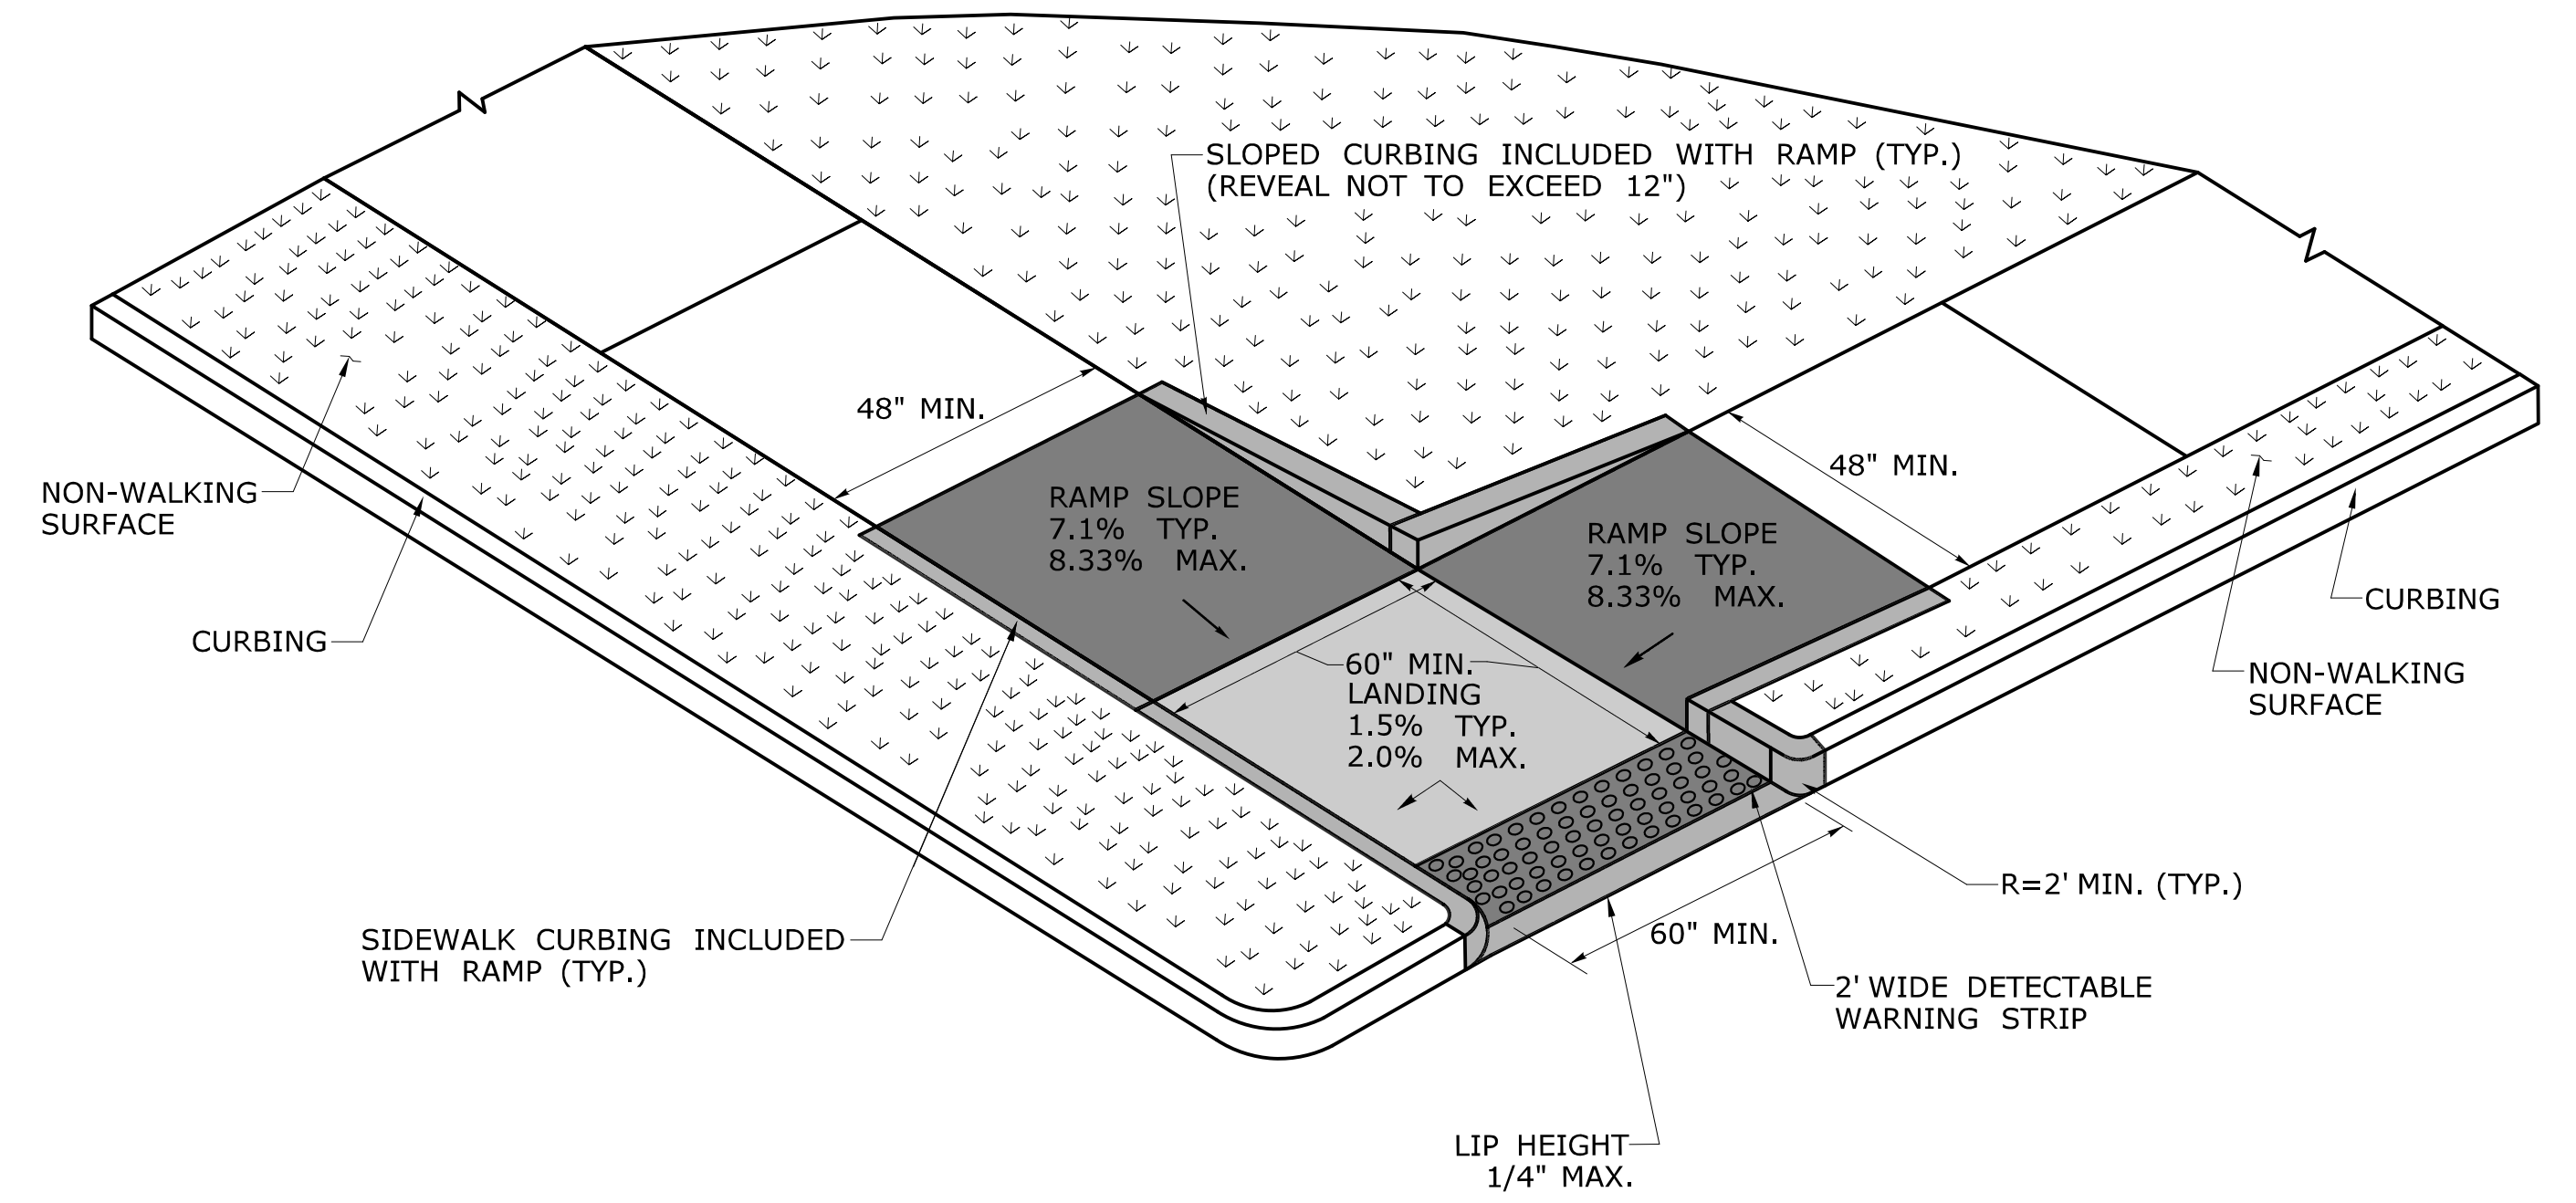 SLOPED CURBING INCLUDED WITH RAMP (TYP.)
(REVEAL NOT TO EXCEED 12")
48" MIN.
48" MIN.
NON-WALKING
SURFACE
RAMP SLOPE
7.1% TYP.
8.33% MAX.
RAMP SLOPE
7.1% TYP.
8.33% MAX.
CURBING
CURBING
60" MIN.
LANDING
1.5% TYP.
2.0% MAX.
NON-WALKING
SURFACE
R=2' MIN. (TYP.)
SIDEWALK CURBING INCLUDED
WITH RAMP (TYP.)
60" MIN.
2' WIDE DETECTABLE
WARNING STRIP
LIP HEIGHT
1/4" MAX.